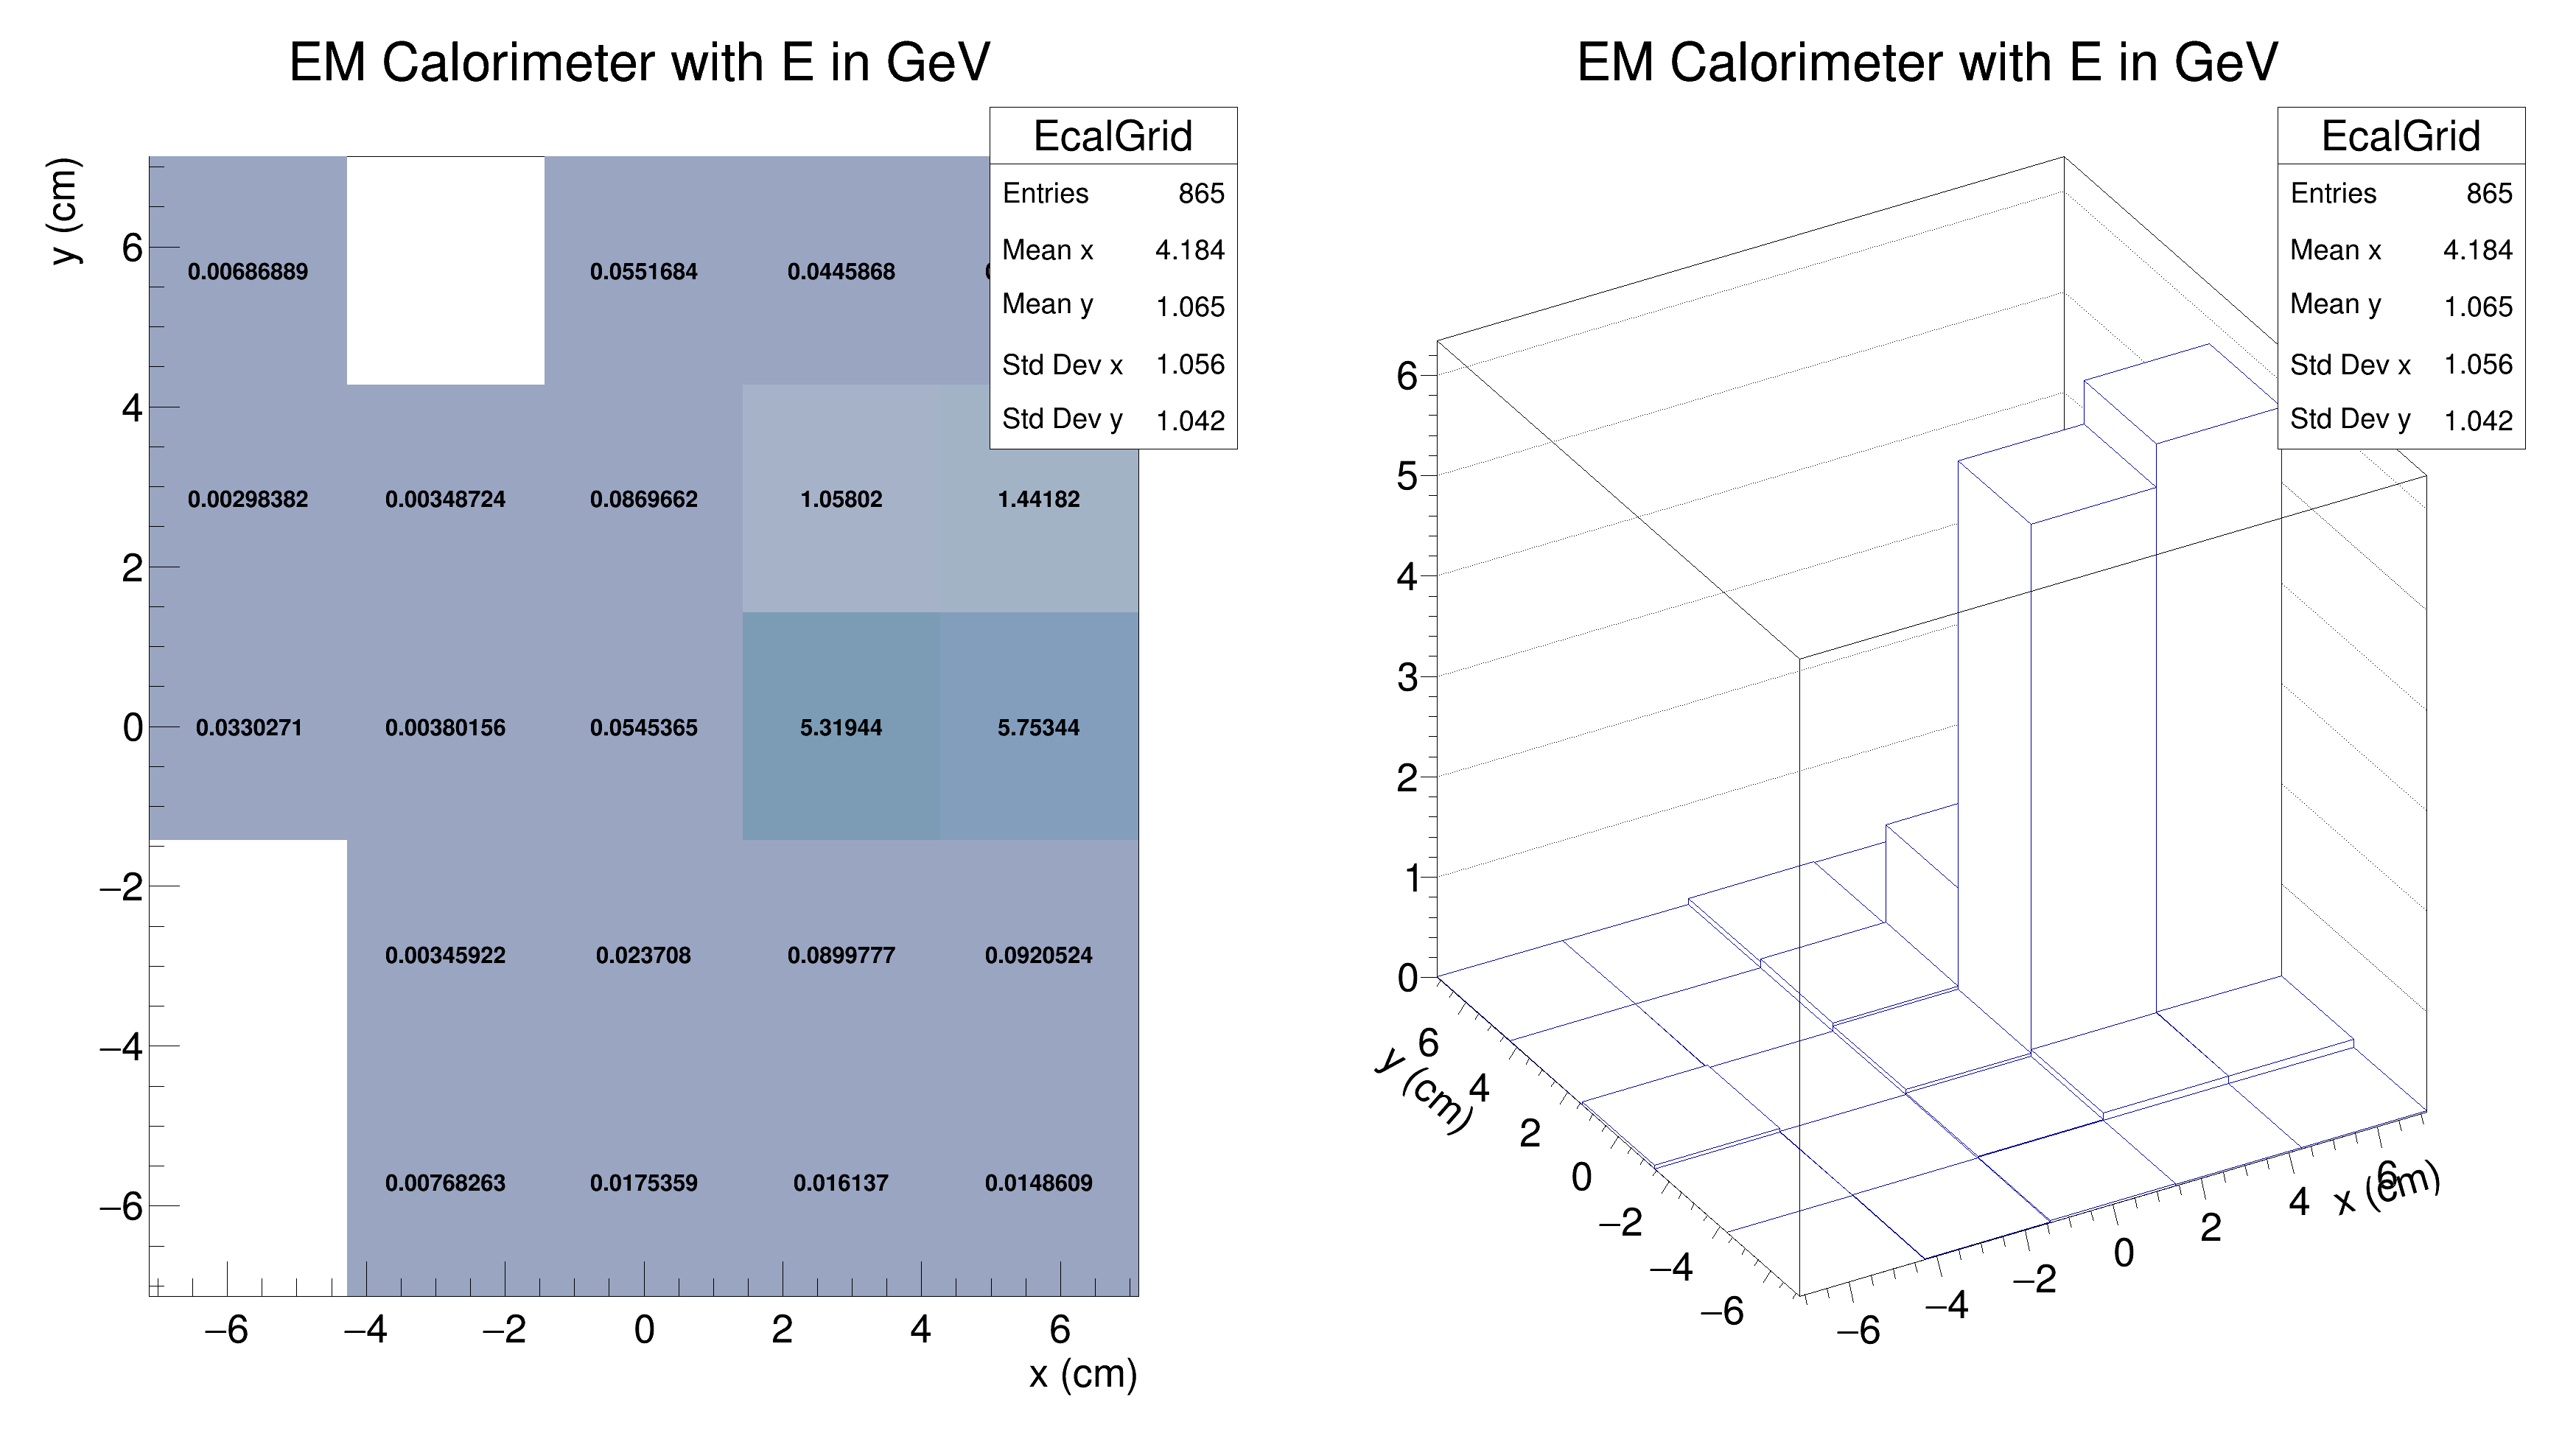 EM Calorimeter with E in GeV
EcalGrid
Entries 865
Mean x 4.184
Mean y 1.065
Std Dev x 1.056
Std Dev y 1.042
y (cm)
6
4
2
0
−2
−4
−6
0.00686889 0.0551684 0.0445868
0.00298382 0.00348724 0.0869662 1.05802 1.44182
0.0330271 0.00380156 0.0545365 5.31944 5.75344
0.00345922 0.023708 0.0899777 0.0920524
0.00768263 0.0175359 0.016137 0.0148609
−6 −4 −2 0 2 4 6
x (cm)
EM Calorimeter with E in GeV
EcalGrid
Entries 865
Mean x 4.184
Mean y 1.065
Std Dev x 1.056
Std Dev y 1.042
6
5
4
3
2
1
0
y (cm)
6
4
2
0
−2
−4
−6
−6 −4 −2 0 2 4 6
x (cm)